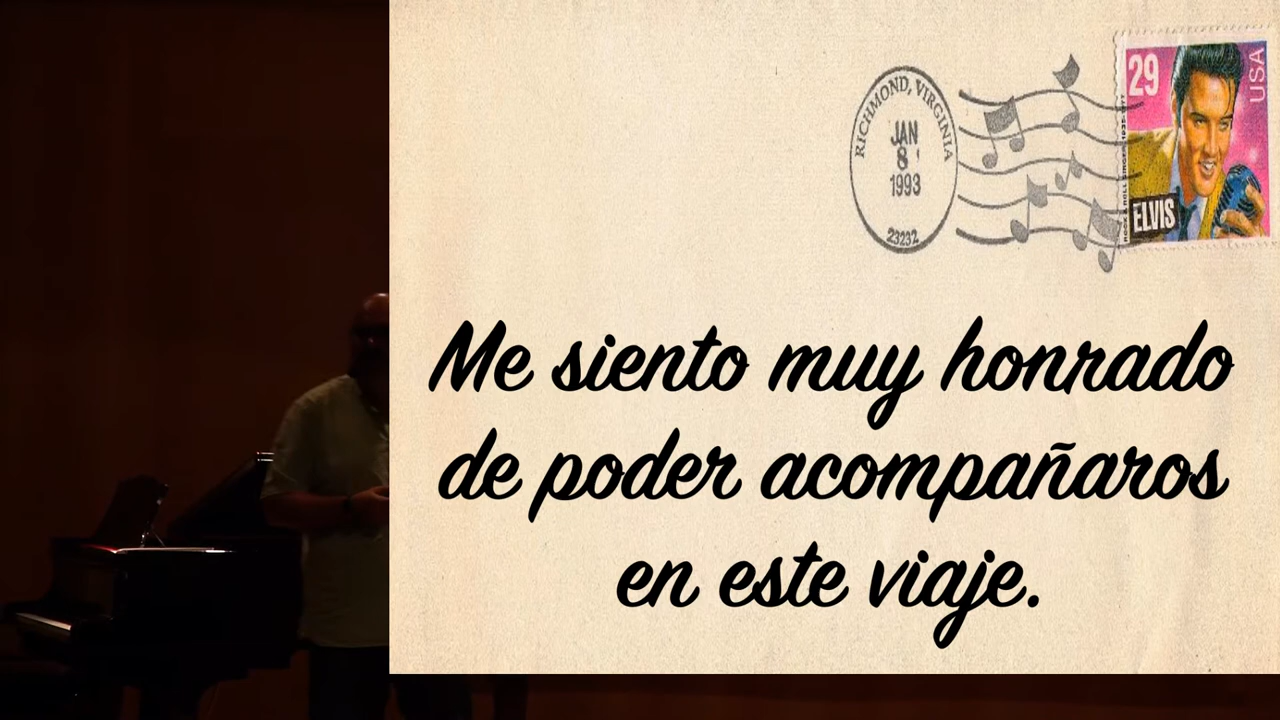 RICHMOND, VIRGINIA
JAN
8
1993
23232
29
USA
ELVIS
Me siento muy honrado
de poder acompañaros
en este viaje.